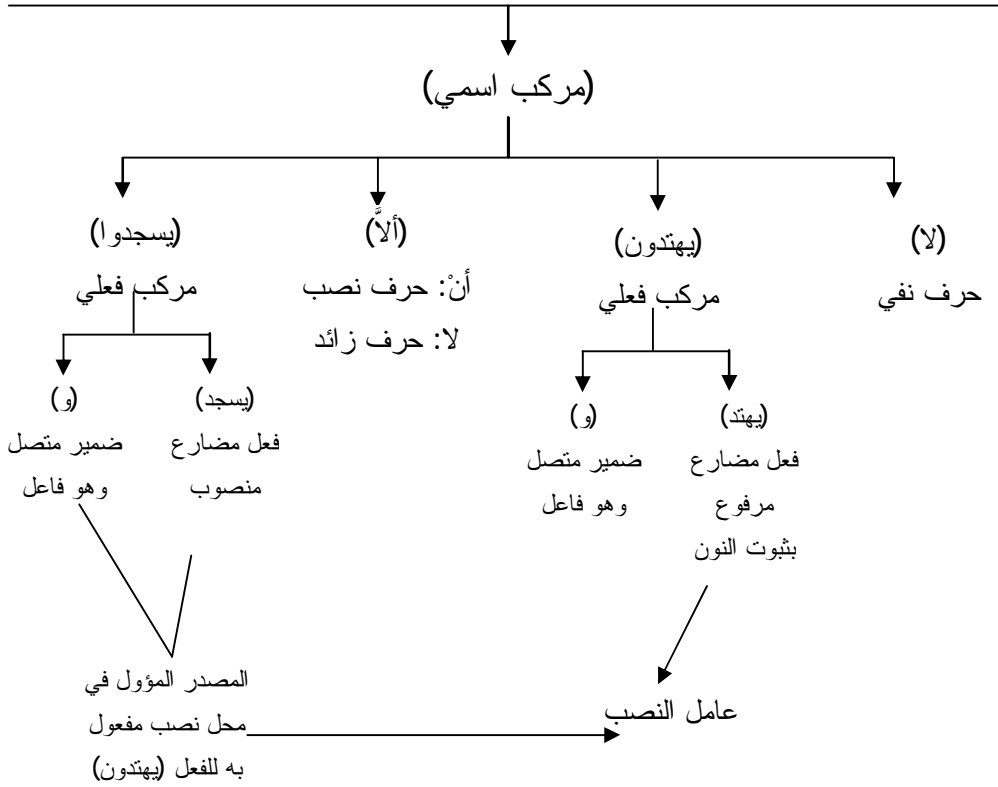 (مركب اسمي)
(لا)
حرف نفي
(يهتدون)
مركب فعلي
(ألاَّ)
أنْ: حرف نصب
لا: حرف زائد
(يسجدوا)
مركب فعلي
(يهتد)
فعل مضارع
مرفوع
بثبوت النون
(و)
ضمير متصل
وهو فاعل
(يسجد)
فعل مضارع
منصوب
(و)
ضمير متصل
وهو فاعل
عامل النصب
المصدر المؤول في
محل نصب مفعول
به للفعل (يهتدون)